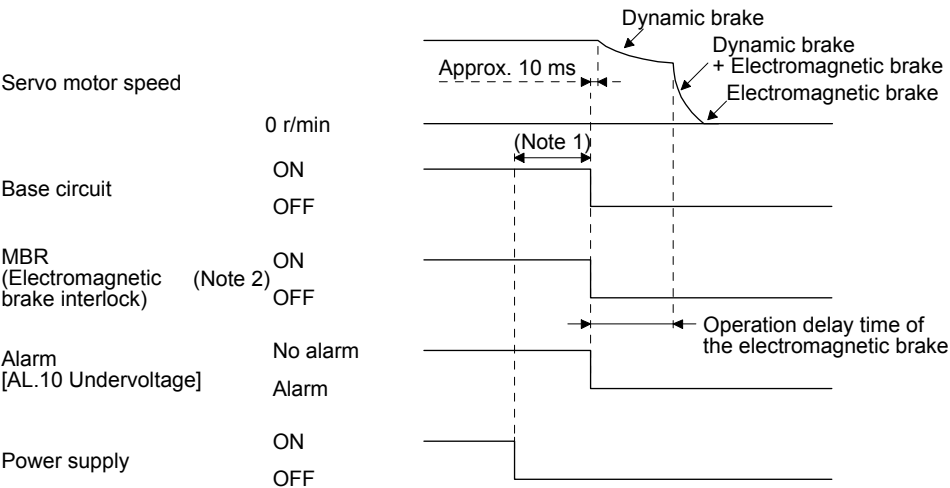 Dynamic brake
Dynamic brake
+ Electromagnetic brake
Approx. 10 ms
Servo motor speed
Electromagnetic brake
0 r/min
(Note 1)
ON
Base circuit
OFF
MBR
(Electromagnetic
brake interlock)
(Note 2)
ON
OFF
Operation delay time of
the electromagnetic brake
Alarm
[AL.10 Undervoltage]
No alarm
Alarm
ON
Power supply
OFF